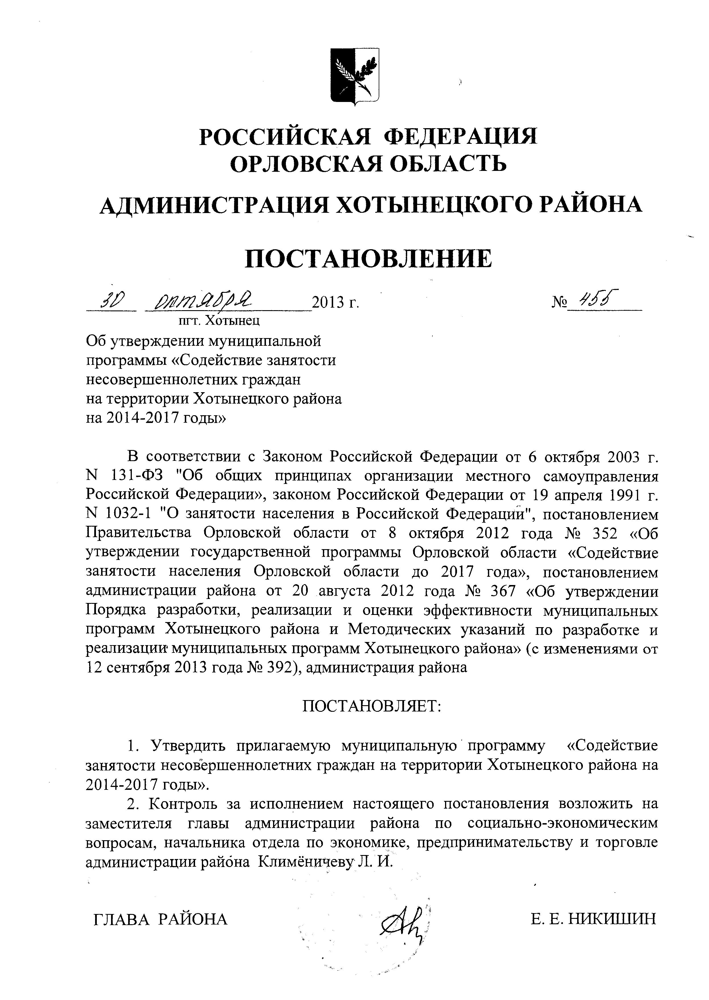 РОССИЙСКАЯ ФЕДЕРАЦИЯ
ОРЛОВСКАЯ ОБЛАСТЬ
АДМИНИСТРАЦИЯ ХОТЫНЕЦКОГО РАЙОНА
ПОСТАНОВЛЕНИЕ
30 октября 2013 г. № 455
пгт. Хотынец
Об утверждении муниципальной
программы «Содействие занятости
несовершеннолетних граждан
на территории Хотынецкого района
на 2014-2017 годы»
В соответствии с Законом Российской Федерации от 6 октября 2003 г.
N 131-ФЗ "Об общих принципах организации местного самоуправления
Российской Федерации», законом Российской Федерации от 19 апреля 1991 г.
N 1032-1 "О занятости населения в Российской Федерации", постановлением
Правительства Орловской области от 8 октября 2012 года № 352 «Об
утверждении государственной программы Орловской области «Содействие
занятости населения Орловской области до 2017 года», постановлением
администрации района от 20 августа 2012 года № 367 «Об утверждении
Порядка разработки, реализации и оценки эффективности муниципальных
программ Хотынецкого района и Методических указаний по разработке и
реализации муниципальных программ Хотынецкого района» (с изменениями от
12 сентября 2013 года № 392), администрация района
ПОСТАНОВЛЯЕТ:
1. Утвердить прилагаемую муниципальную программу «Содействие
занятости несовершеннолетних граждан на территории Хотынецкого района на
2014-2017 годы».
2. Контроль за исполнением настоящего постановления возложить на
заместителя главы администрации района по социально-экономическим
вопросам, начальника отдела по экономике, предпринимательству и торговле
администрации района Климёничеву Л. И.
ГЛАВА РАЙОНА Е. Е. НИКИШИН